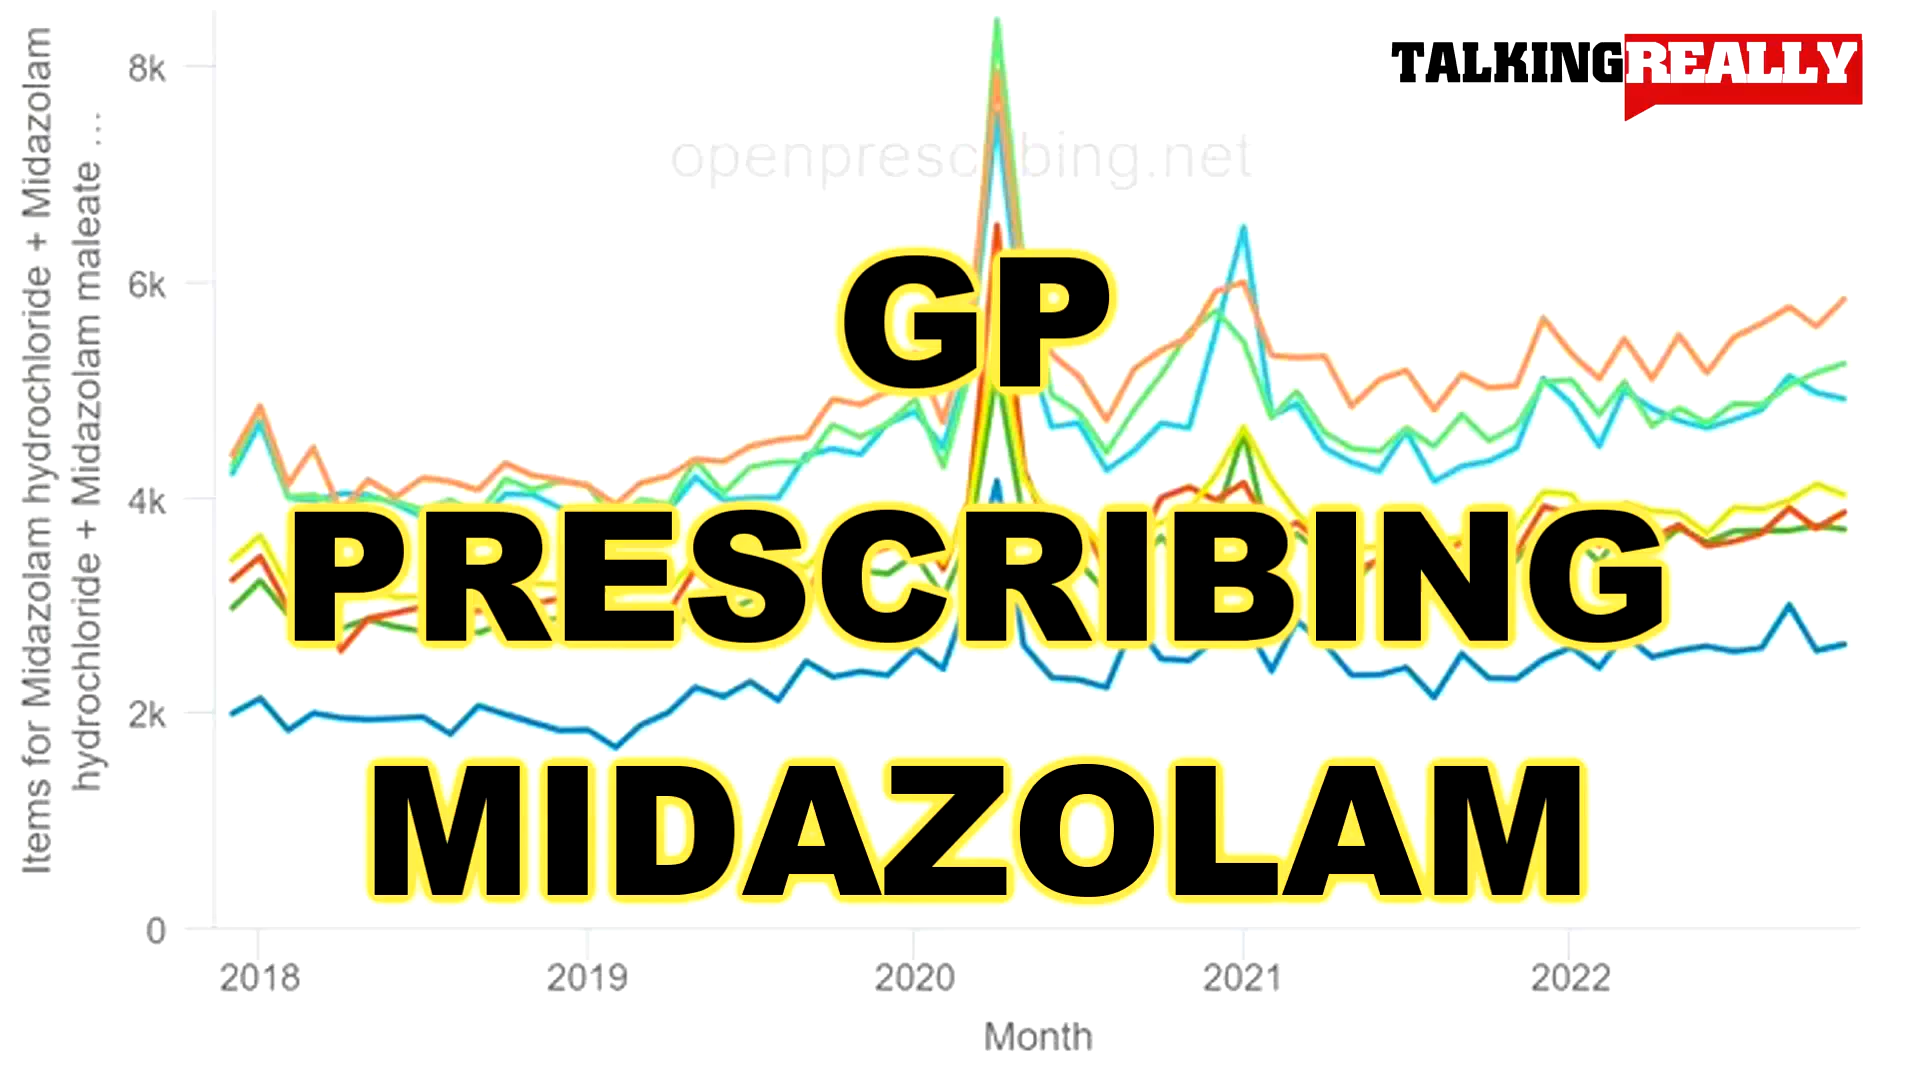 Items for Midazolam hydrochloride + Midazolam
hydrochloride + Midazolam maleate ...
TALKINGREALLY
openprescribing.net
8k
6k
4k
2k
0
GP
PRESCRIBING
MIDAZOLAM
2018 2019 2020 2021 2022
Month